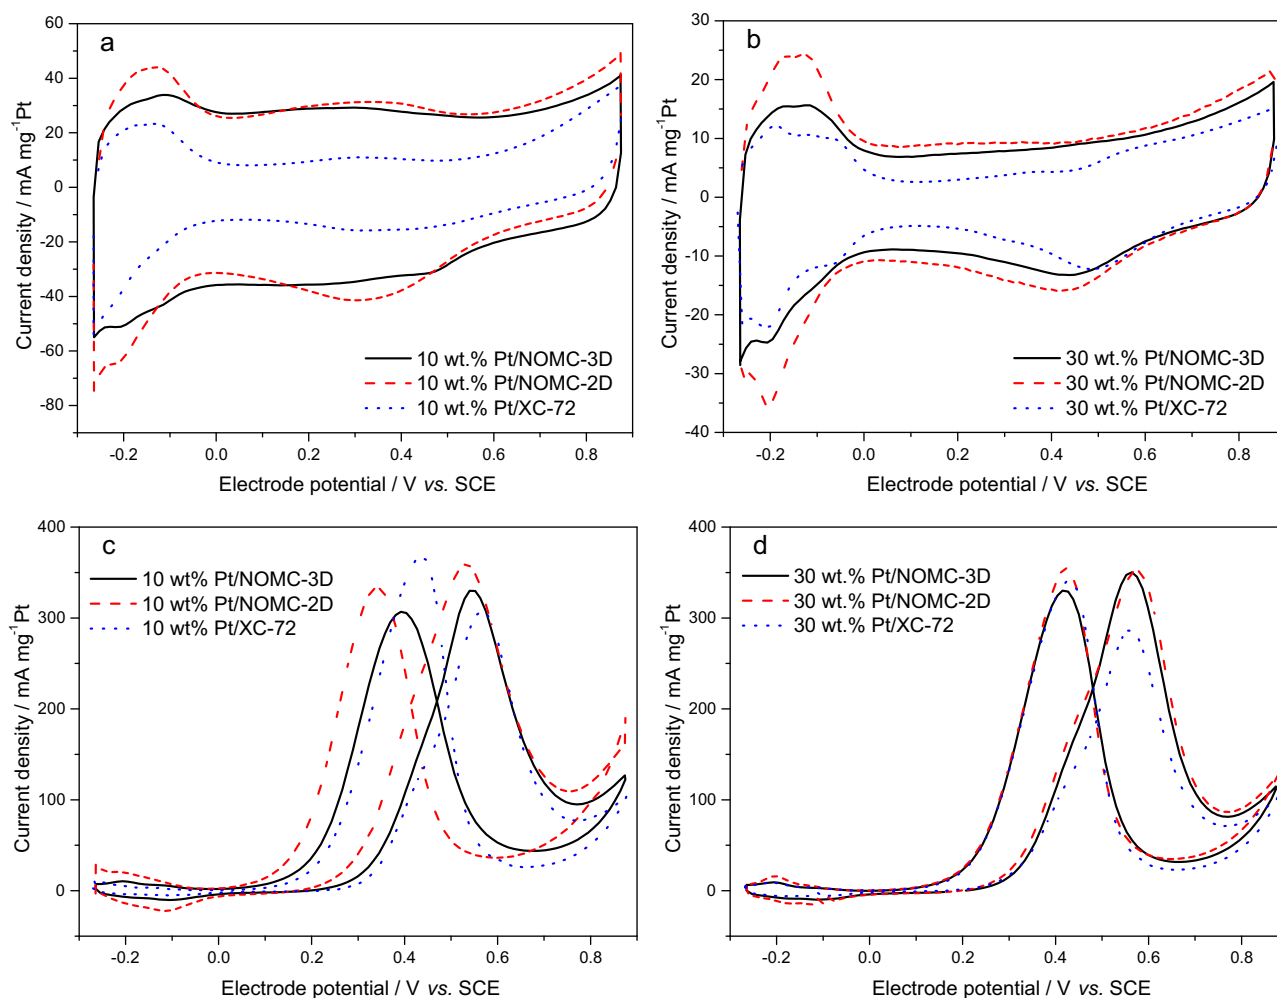 a
60
40
20
0
-20
-40
-60
-80
Current density / mA mg-1Pt
10 wt.% Pt/NOMC-3D
10 wt.% Pt/NOMC-2D
10 wt.% Pt/XC-72
-0.2 0.0 0.2 0.4 0.6 0.8
Electrode potential / V vs. SCE
b
30
20
10
0
-10
-20
-30
-40
Current density / mA mg-1Pt
30 wt.% Pt/NOMC-3D
30 wt.% Pt/NOMC-2D
30 wt.% Pt/XC-72
-0.2 0.0 0.2 0.4 0.6 0.8
Electrode potential / V vs. SCE
c
400
300
200
100
0
Current density / mA mg-1Pt
10 wt% Pt/NOMC-3D
10 wt% Pt/NOMC-2D
10 wt% Pt/XC-72
-0.2 0.0 0.2 0.4 0.6 0.8
Electrode potential / V vs. SCE
d
400
350
300
250
200
150
100
50
0
-50
Current density / mA mg-1Pt
30 wt.% Pt/NOMC-3D
30 wt.% Pt/NOMC-2D
30 wt.% Pt/XC-72
-0.2 0.0 0.2 0.4 0.6 0.8
Electrode potential / V vs. SCE